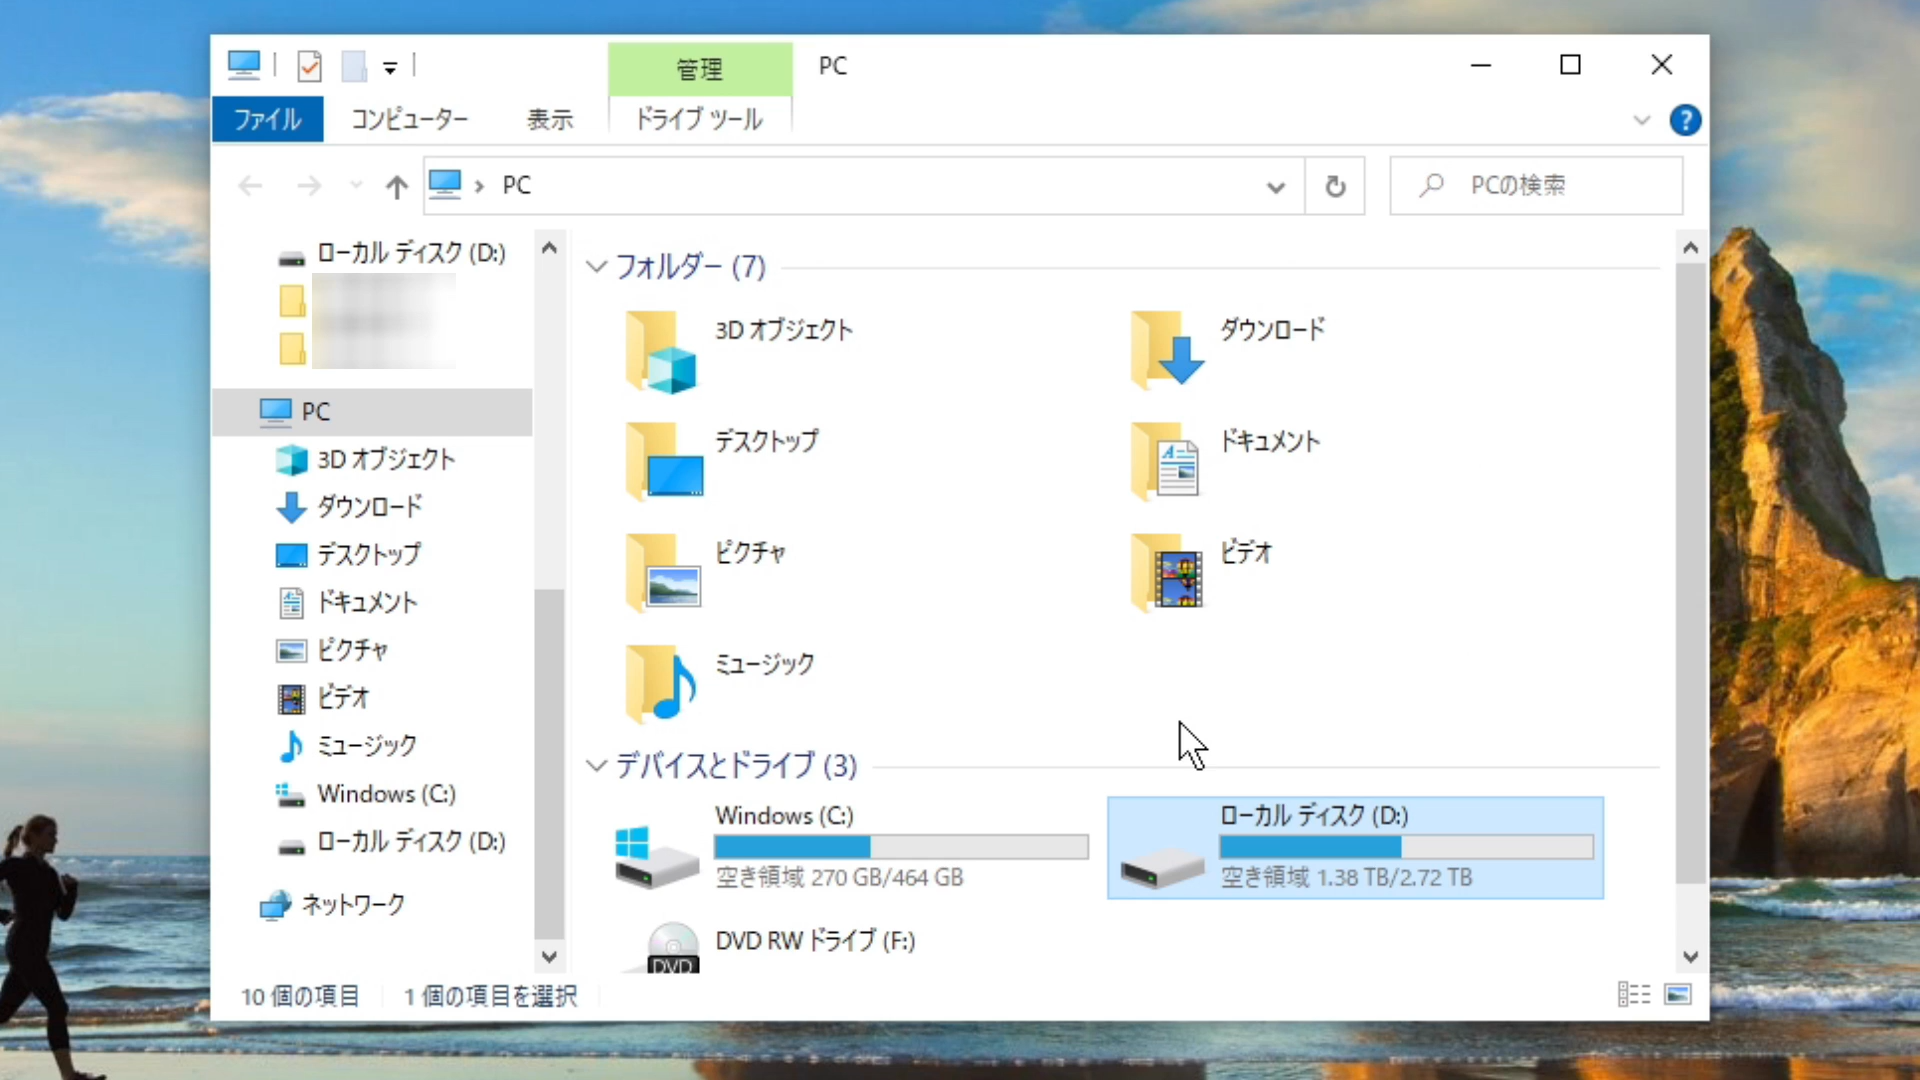 管理
PC
ファイル
コンピューター
表示
ドライブ ツール
?
PC
PCの検索
ローカル ディスク (D:)
PC
3D オブジェクト
ダウンロード
デスクトップ
ドキュメント
ピクチャ
ビデオ
ミュージック
Windows (C:)
ローカル ディスク (D:)
ネットワーク
フォルダー (7)
3D オブジェクト
ダウンロード
デスクトップ
ドキュメント
ピクチャ
ビデオ
ミュージック
デバイスとドライブ (3)
Windows (C:)
空き領域 270 GB/464 GB
ローカル ディスク (D:)
空き領域 1.38 TB/2.72 TB
DVD RW ドライブ (F:)
DVD
10 個の項目
1 個の項目を選択